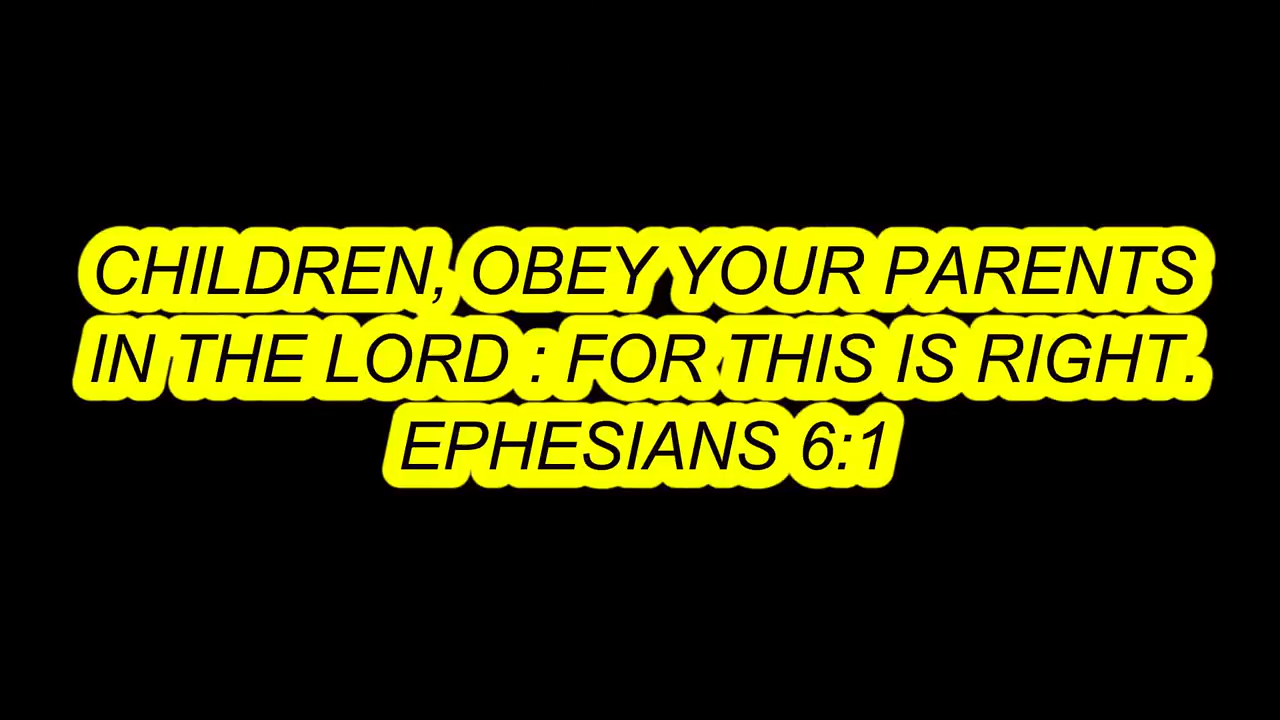 CHILDREN, OBEY YOUR PARENTS
IN THE LORD : FOR THIS IS RIGHT.
EPHESIANS 6:1